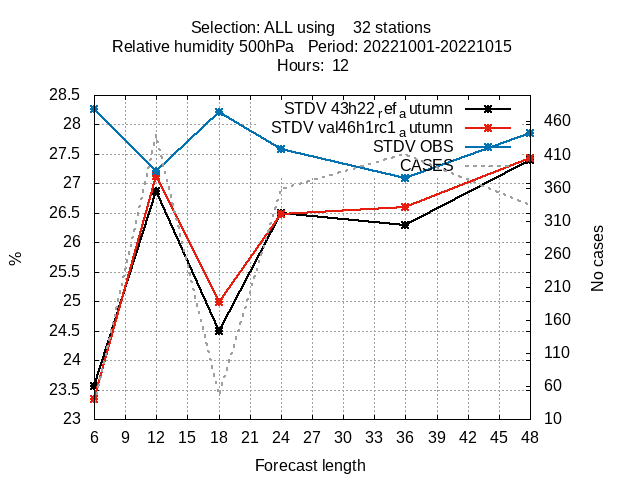 Selection: ALL using    32 stations
Relative humidity 500hPa   Period: 20221001-20221015
Hours:  12
28.5
28
27.5
27
26.5
26
25.5
25
24.5
24
23.5
23
%
STDV 43h22ref autumn
STDV val46h1rc1autumn
STDV OBS
CASES
460
410
360
310
260
210
160
110
60
10
No cases
6 9 12 15 18 21 24 27 30 33 36 39 42 45 48
Forecast length